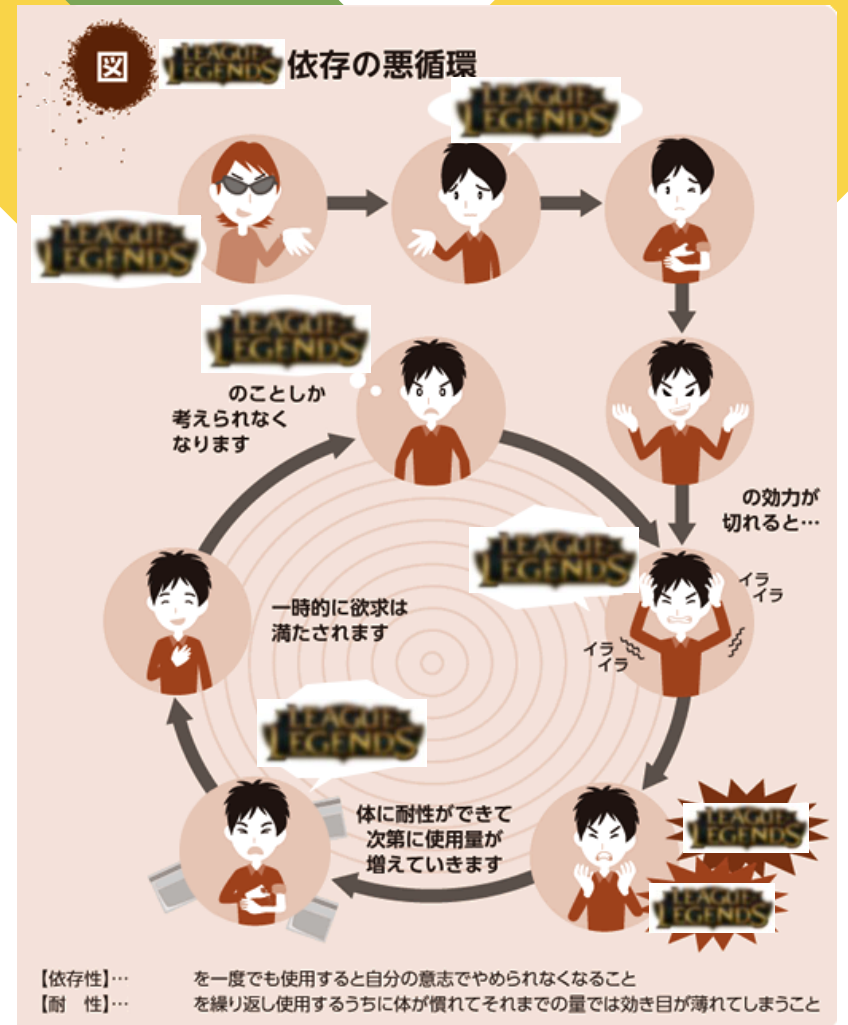 図 LEAGUE LEGENDS 依存の悪循環
LEAGUE
LEGENDS
LEAGUE
LEGENDS
LEAGUE
LEGENDS
のことしか
考えられなく
なります
の効力が
切れると…
LEAGUE
LEGENDS
イラ
イラ
イラ
イラ
一時的に欲求は
満たされます
LEAGUE
LEGENDS
体に耐性ができて
次第に使用量が
増えていきます
LEAGUE
LEGENDS
LEAGUE
LEGENDS
【依存性】… を一度でも使用すると自分の意志でやめられなくなること
【耐 性】… を繰り返し使用するうちに体が慣れてそれまでの量では効き目が薄れてしまうこと